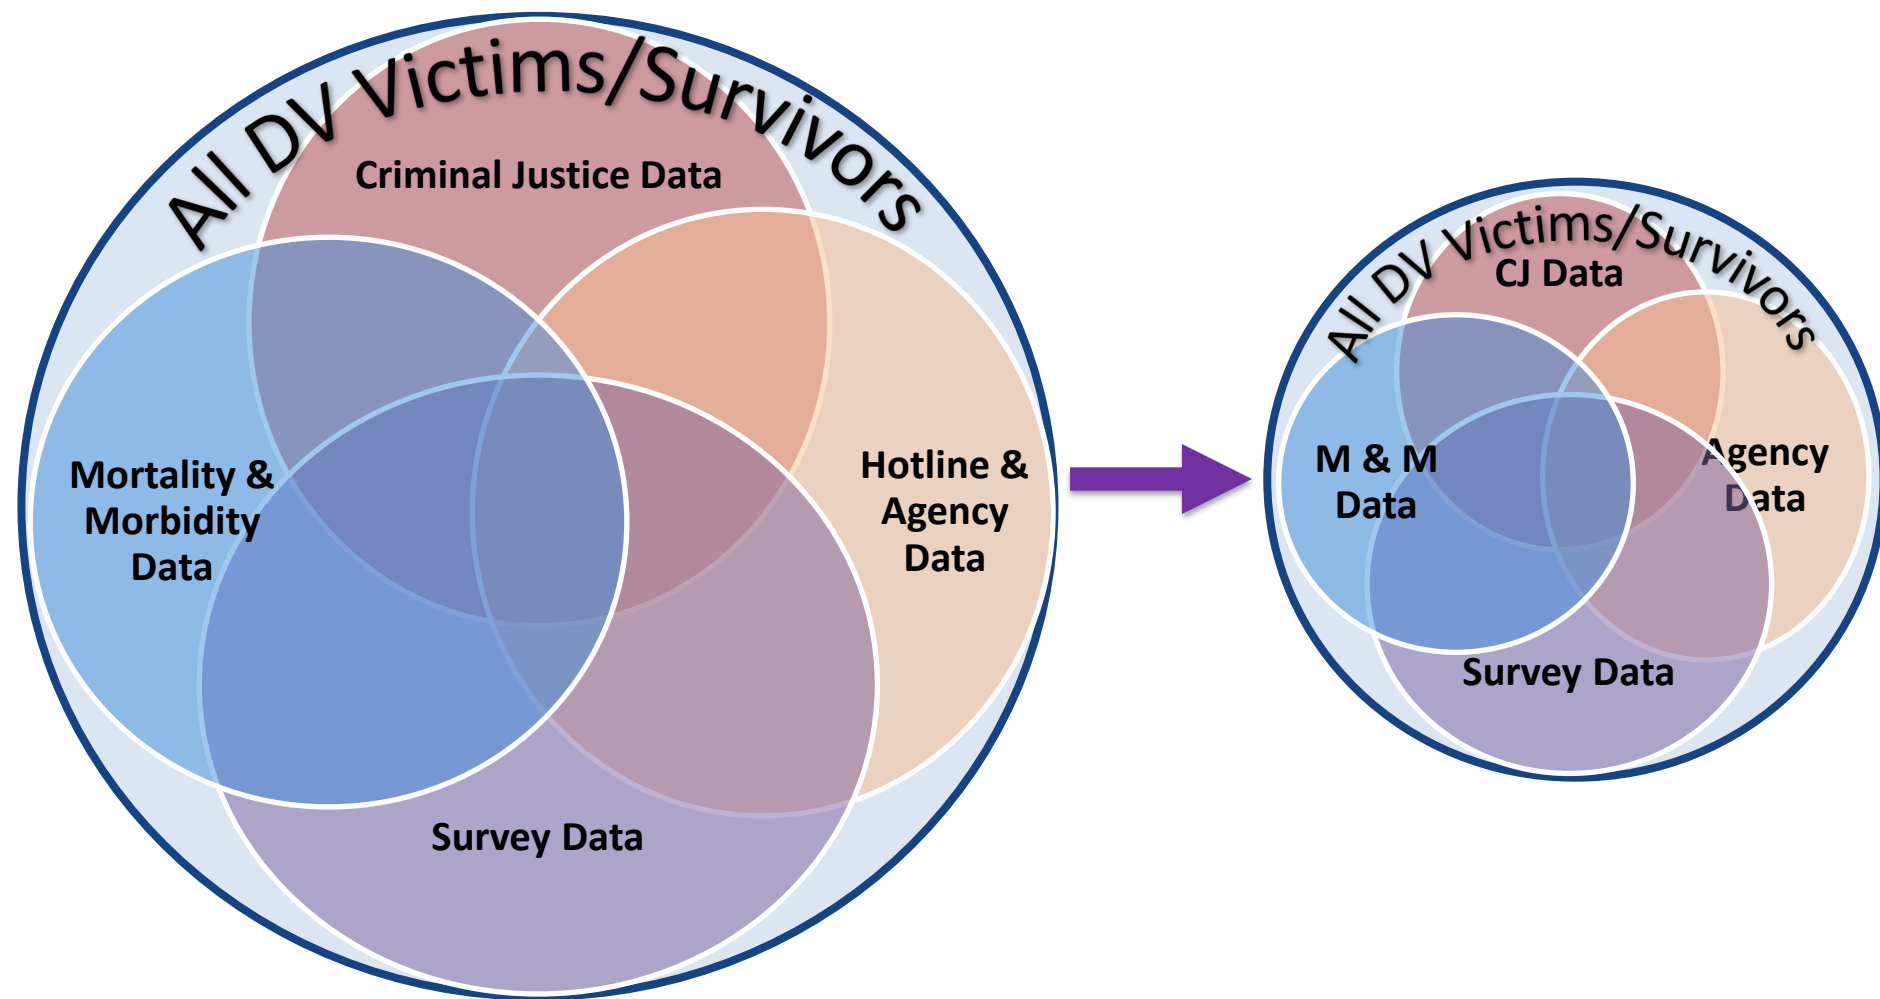 All DV Victims/Survivors
Criminal Justice Data
Mortality &
Morbidity
Data
Hotline &
Agency
Data
Survey Data
All DV Victims/Survivors
CJ Data
M & M
Data
Agency
Data
Survey Data